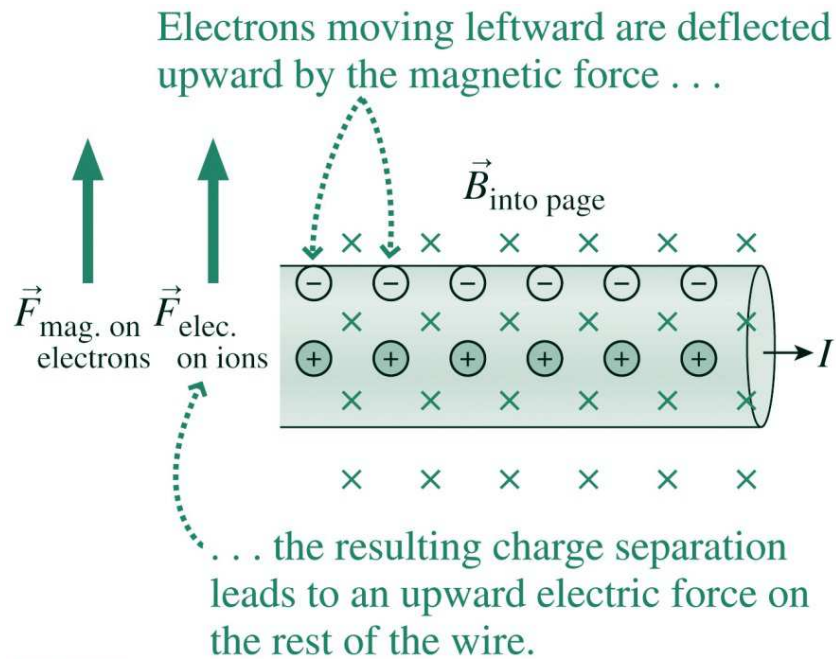 Electrons moving leftward are deflected
upward by the magnetic force . . .
B⃗ into page
F⃗ mag. on electrons
F⃗ elec. on ions
− − − − − −
+ + + + + +
I
. . . the resulting charge separation
leads to an upward electric force on
the rest of the wire.